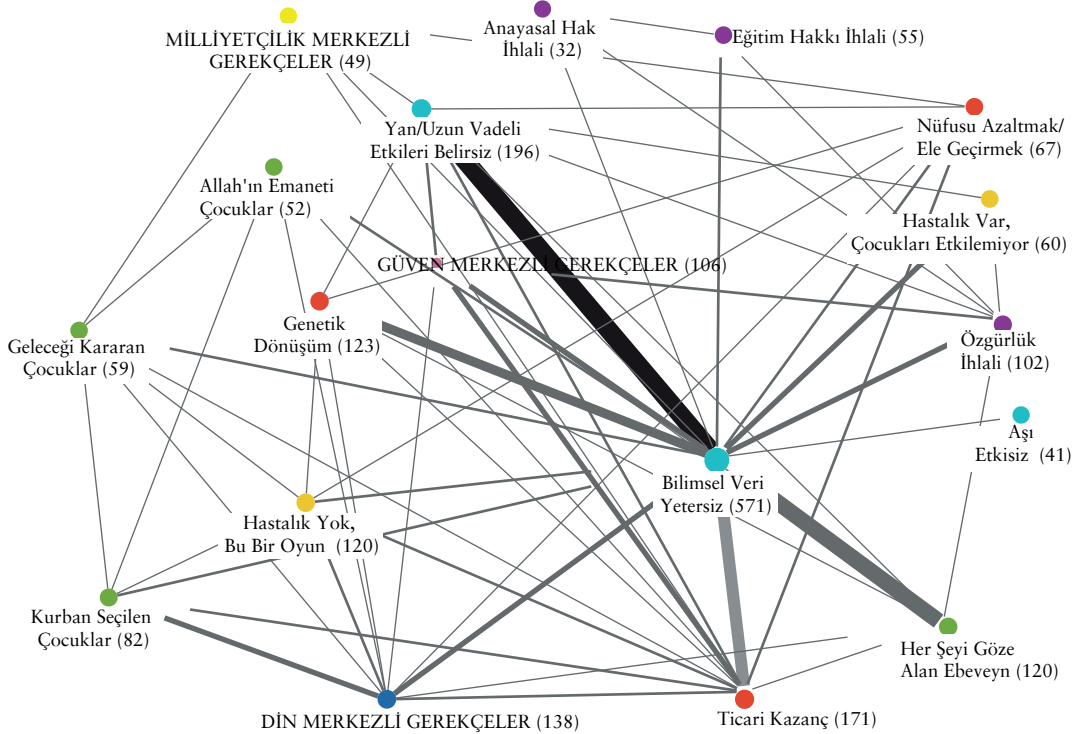 MİLLİYETÇİLİK MERKEZLİ
GEREKÇELER (49)
Anayasal Hak
İhlali (32)
Eğitim Hakkı İhlali (55)
Yan/Uzun Vadeli
Etkileri Belirsiz (196)
Nüfusu Azaltmak/
Ele Geçirmek (67)
Allah'ın Emaneti
Çocuklar (52)
Hastalık Var,
Çocukları Etkilemiyor (60)
GÜVEN MERKEZLİ GEREKÇELER (106)
Genetik
Dönüşüm (123)
Geleceği Kararan
Çocuklar (59)
Özgürlük
İhlali (102)
Aşı
Etkisiz (41)
Bilimsel Veri
Yetersiz (571)
Hastalık Yok,
Bu Bir Oyun (120)
Kurban Seçilen
Çocuklar (82)
Her Şeyi Göze
Alan Ebeveyn (120)
DİN MERKEZLİ GEREKÇELER (138)
Ticari Kazanç (171)